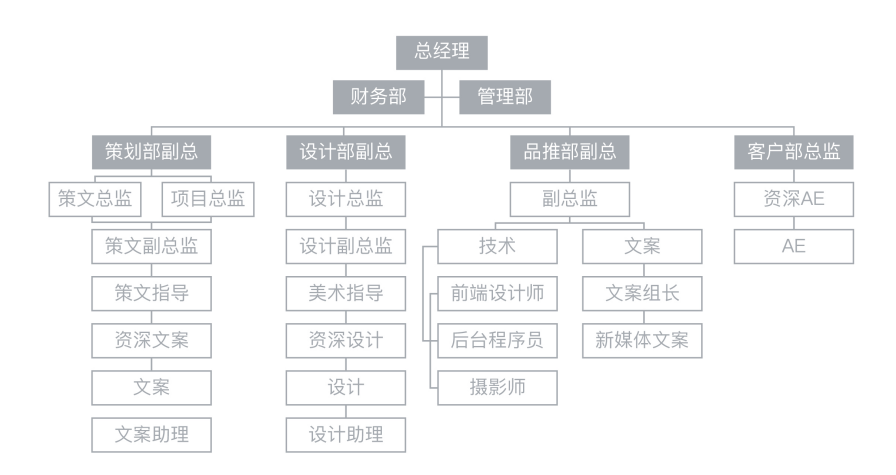 总经理
财务部 管理部
策划部副总 设计部副总 品推部副总 客户部总监
策文总监 项目总监 设计总监 副总监 资深AE
策文副总监 设计副总监 技术 文案 AE
策文指导 美术指导 前端设计师 文案组长
资深文案 资深设计 后台程序员 新媒体文案
文案 设计 摄影师
文案助理 设计助理